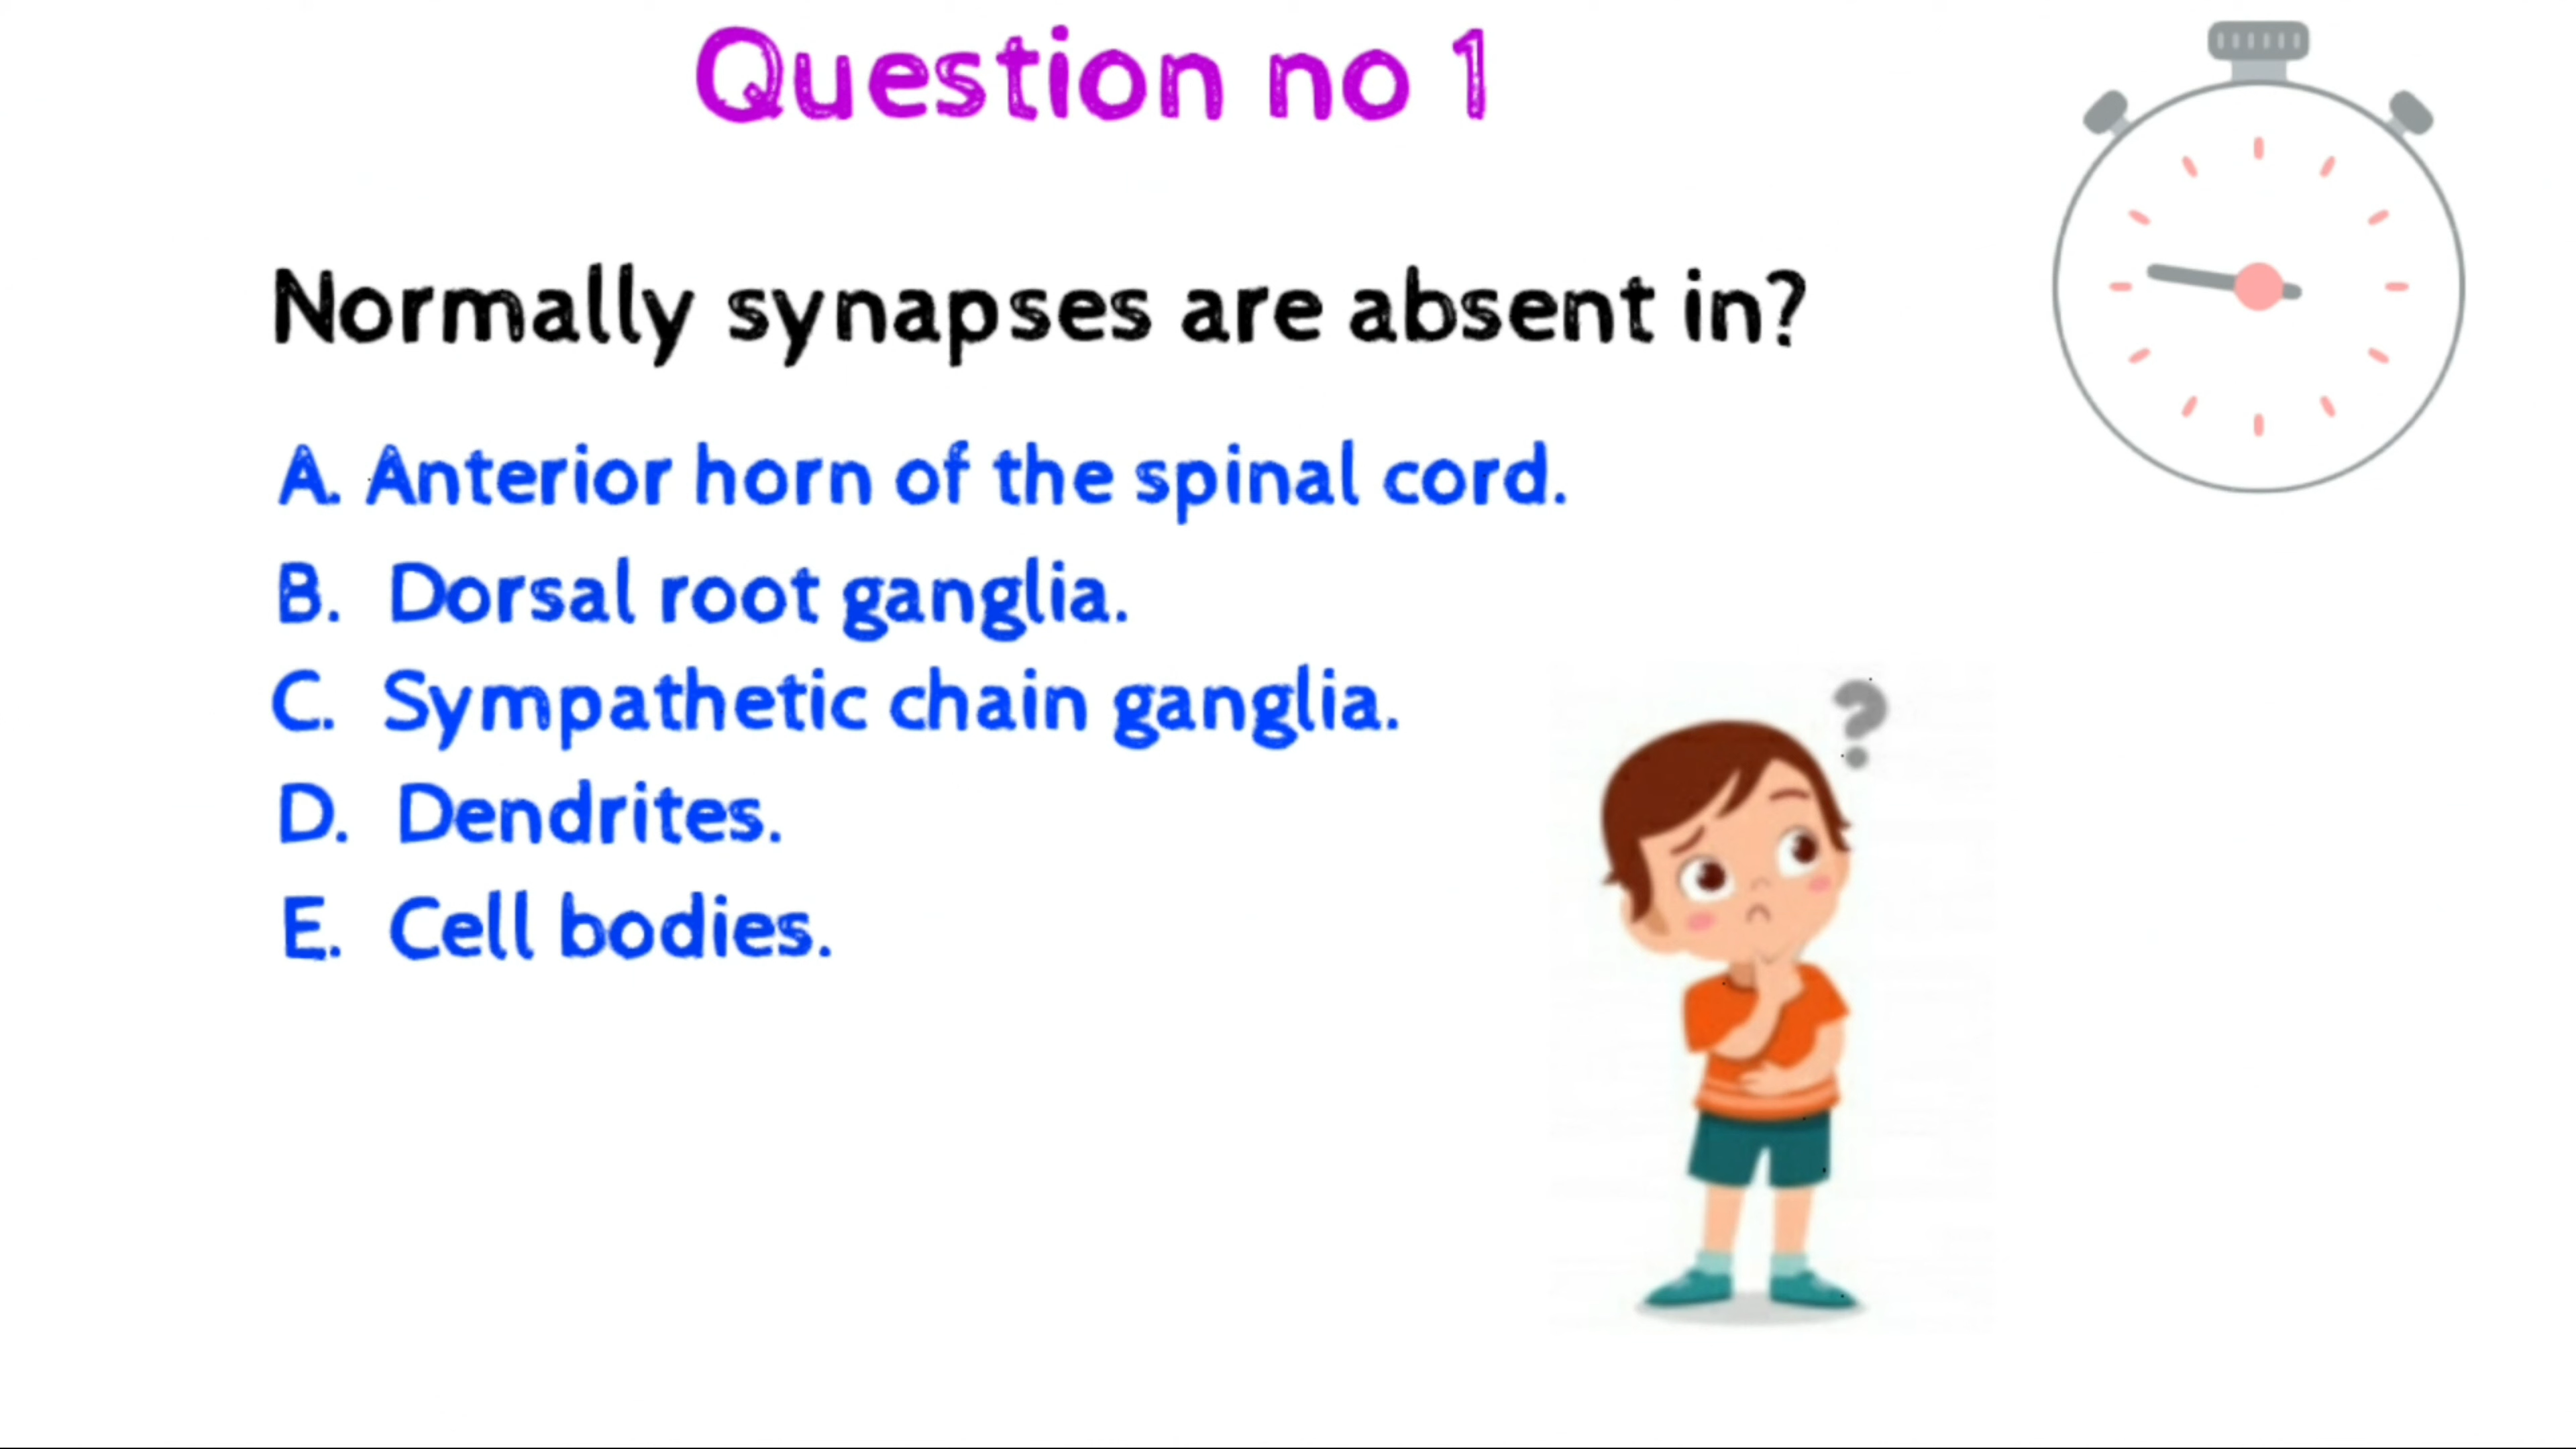 Question no 1
Normally synapses are absent in?
A. Anterior horn of the spinal cord.
B. Dorsal root ganglia.
C. Sympathetic chain ganglia.
D. Dendrites.
E. Cell bodies.
?